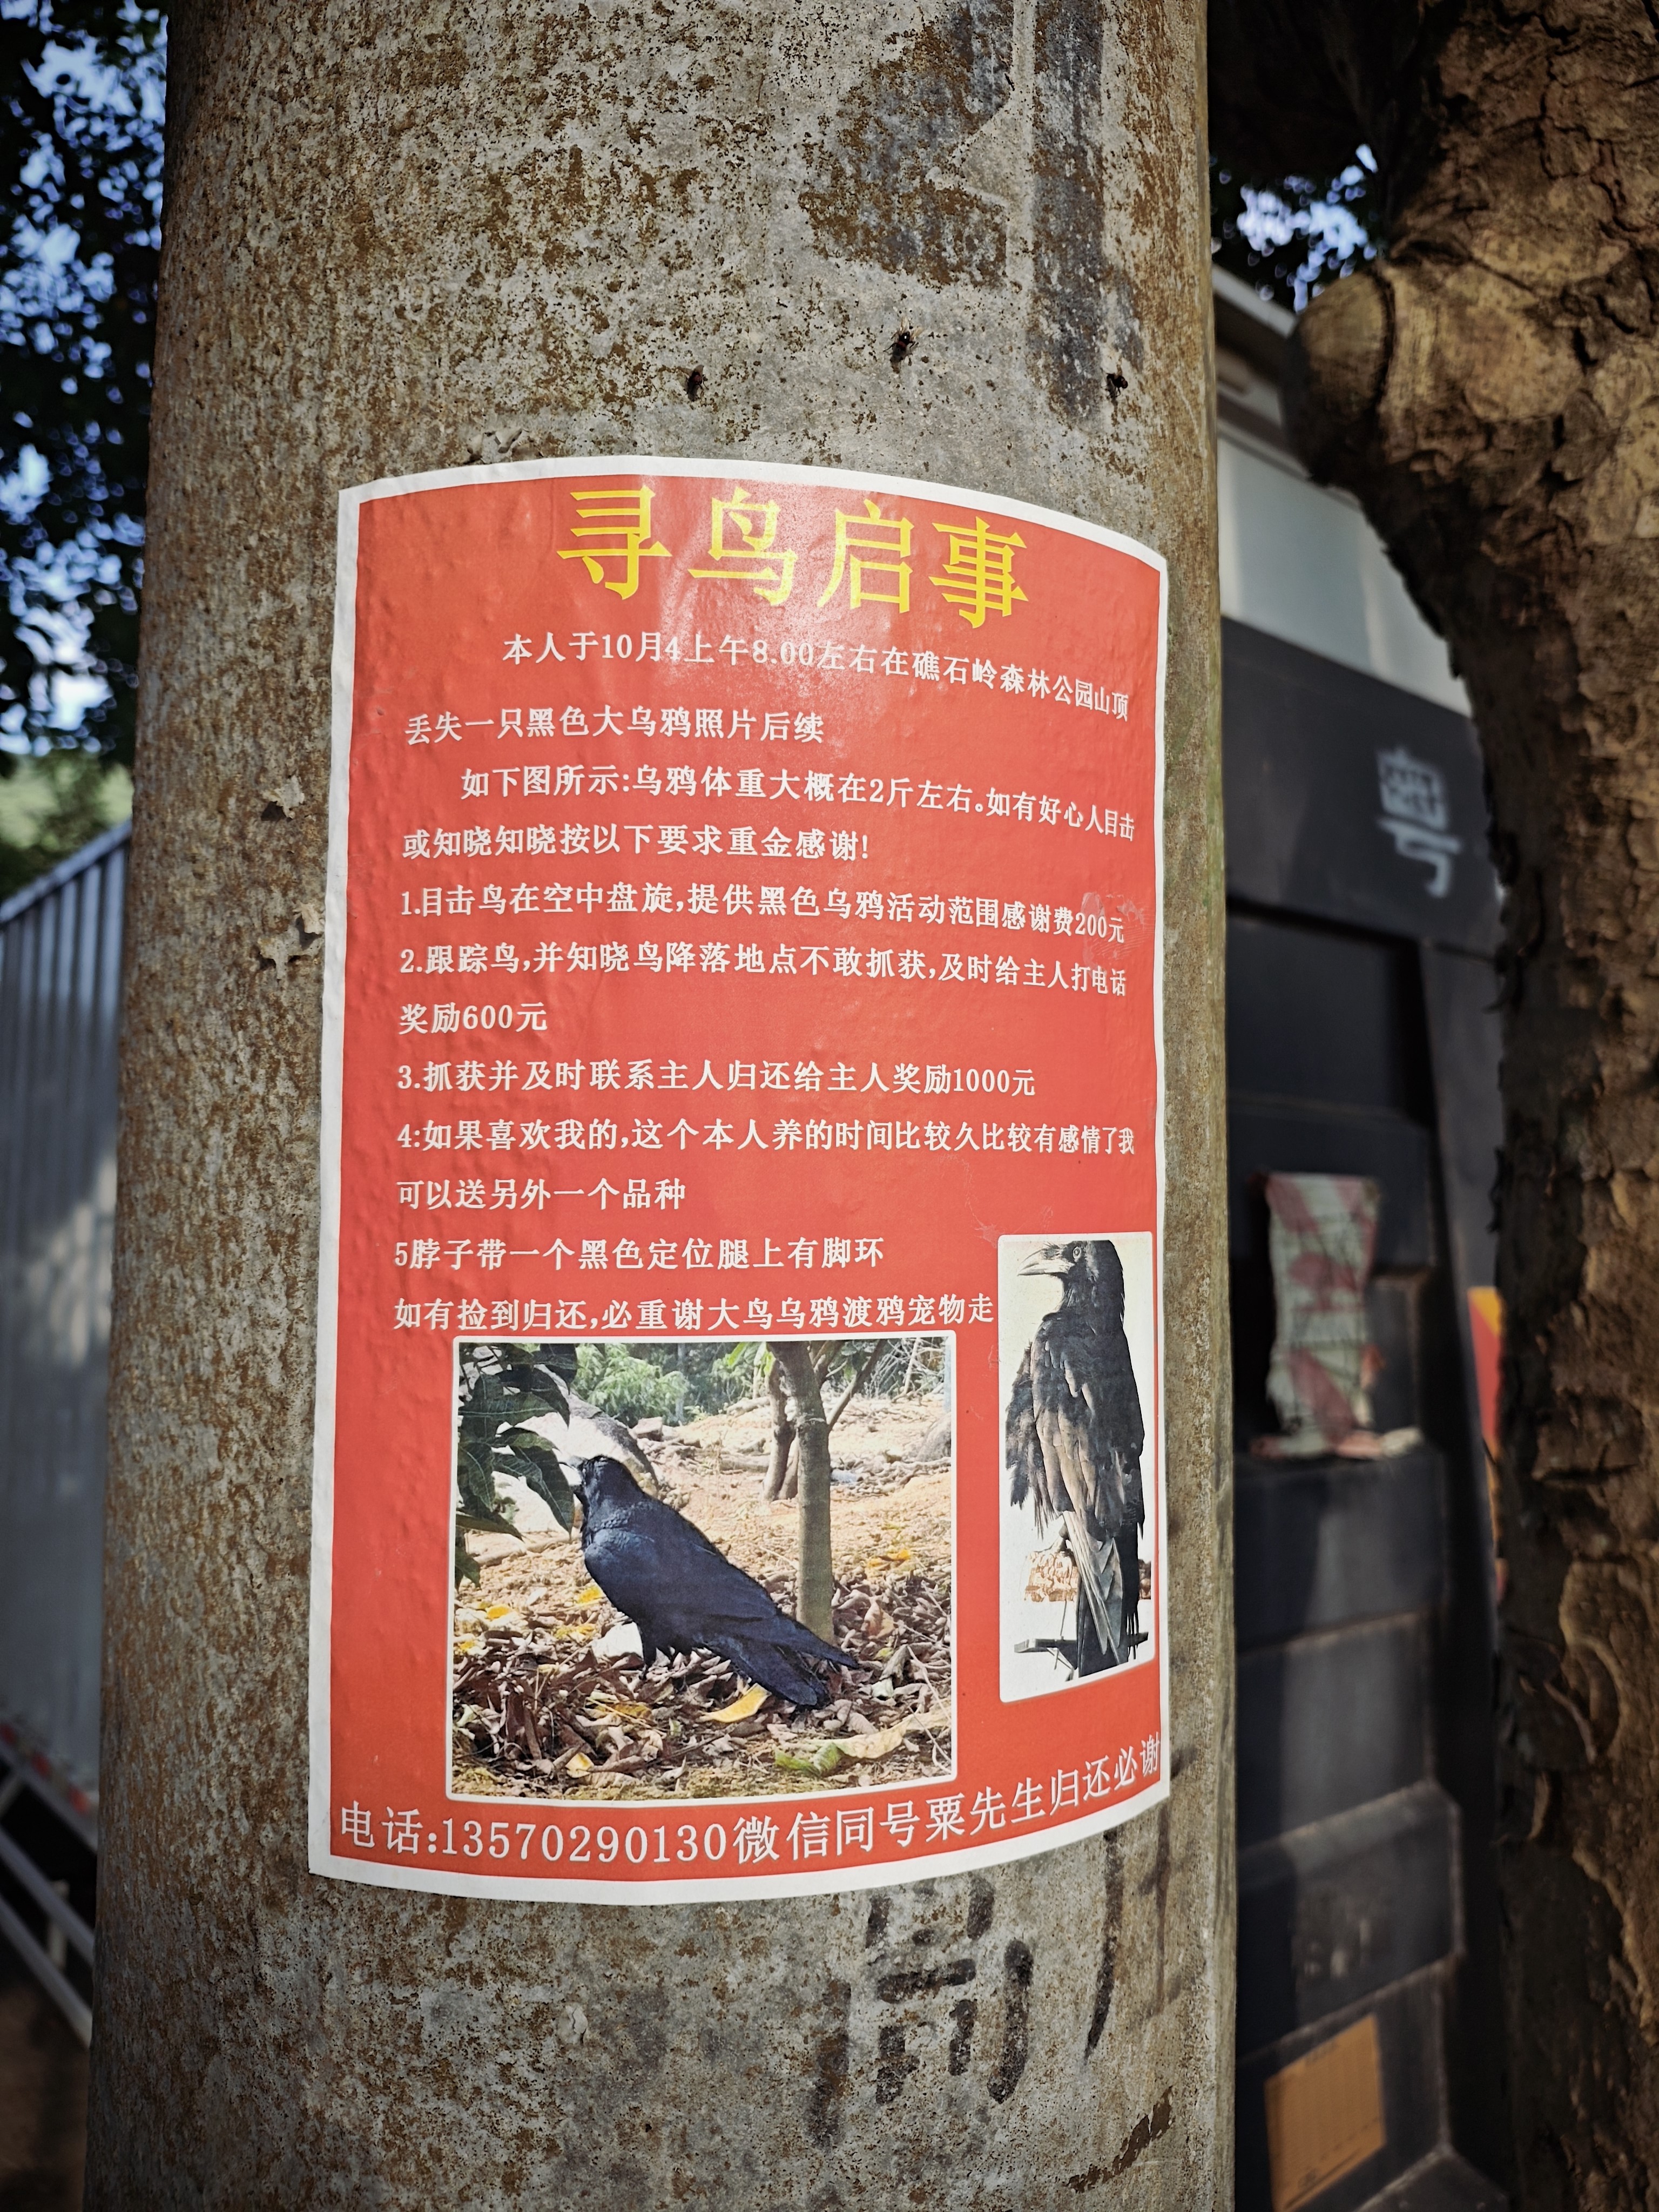 寻鸟启事
本人于10月4上午8.00左右在礁石岭森林公园山顶
丢失一只黑色大乌鸦照片后续
如下图所示:乌鸦体重大概在2斤左右。如有好心人目击
或知晓知晓按以下要求重金感谢!
1.目击鸟在空中盘旋,提供黑色乌鸦活动范围感谢费200元
2.跟踪鸟,并知晓鸟降落地点不敢抓获,及时给主人打电话
奖励600元
3.抓获并及时联系主人归还给主人奖励1000元
4:如果喜欢我的,这个本人养的时间比较久比较有感情了我
可以送另外一个品种
5脖子带一个黑色定位腿上有脚环
如有捡到归还,必重谢大鸟乌鸦渡鸦宠物走
电话:13570290130微信同号粟先生归还必谢
粤